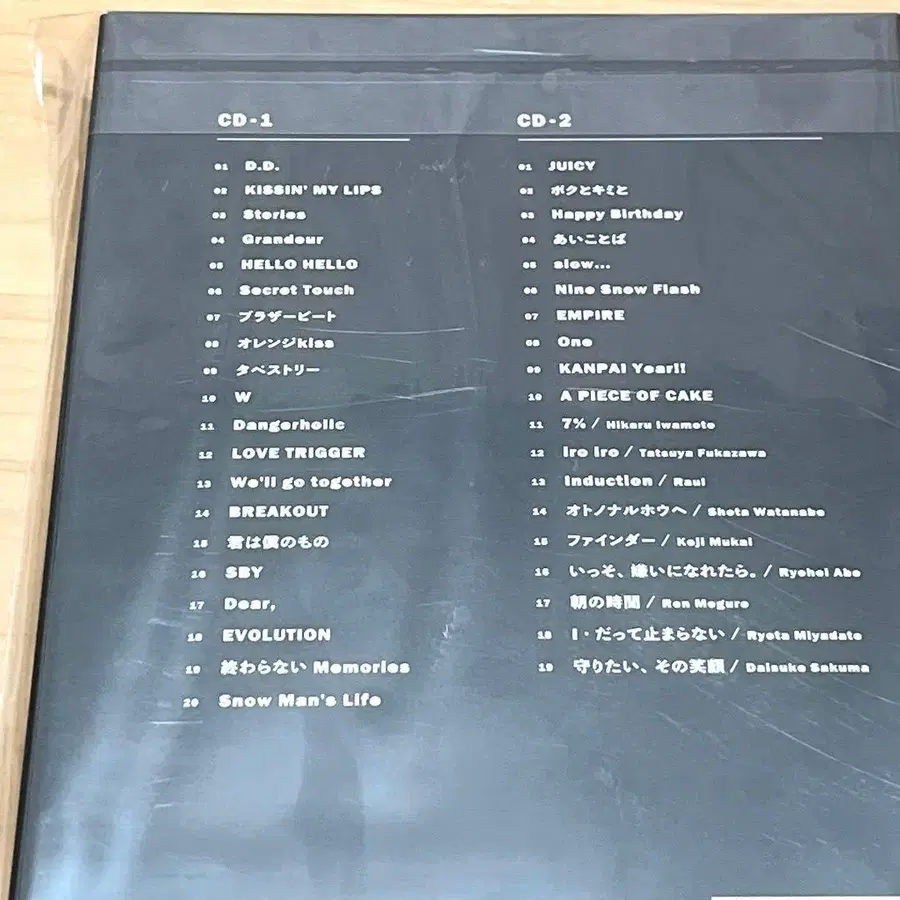 CD-1
01 D.D.
02 KISSIN' MY LIPS
03 Stories
04 Grandeur
05 HELLO HELLO
06 Secret Touch
07 ブラザービート
08 オレンジkiss
09 タペストリー
10 W
11 Dangerholic
12 LOVE TRIGGER
13 We'll go together
14 BREAKOUT
15 君は僕のもの
16 SBY
17 Dear,
18 EVOLUTION
19 終わらない Memories
20 Snow Man's Life
CD-2
01 JUICY
02 ボクとキミと
03 Happy Birthday
04 あいことば
05 slow...
06 Nine Snow Flash
07 EMPIRE
08 One
09 KANPAI Year!!
10 A PIECE OF CAKE
11 7% / Hikaru Iwamoto
12 Iro Iro / Tatsuya Fukazawa
13 Induction / Raul
14 オトノナルホウヘ / Shota Watanabe
15 ファインダー / Koji Mukai
16 いっそ、嫌いになれたら。 / Ryohei Abe
17 朝の時間 / Ren Meguro
18 I・だって止まらない / Ryota Miyadate
19 守りたい、その笑顔 / Daisuke Sakuma